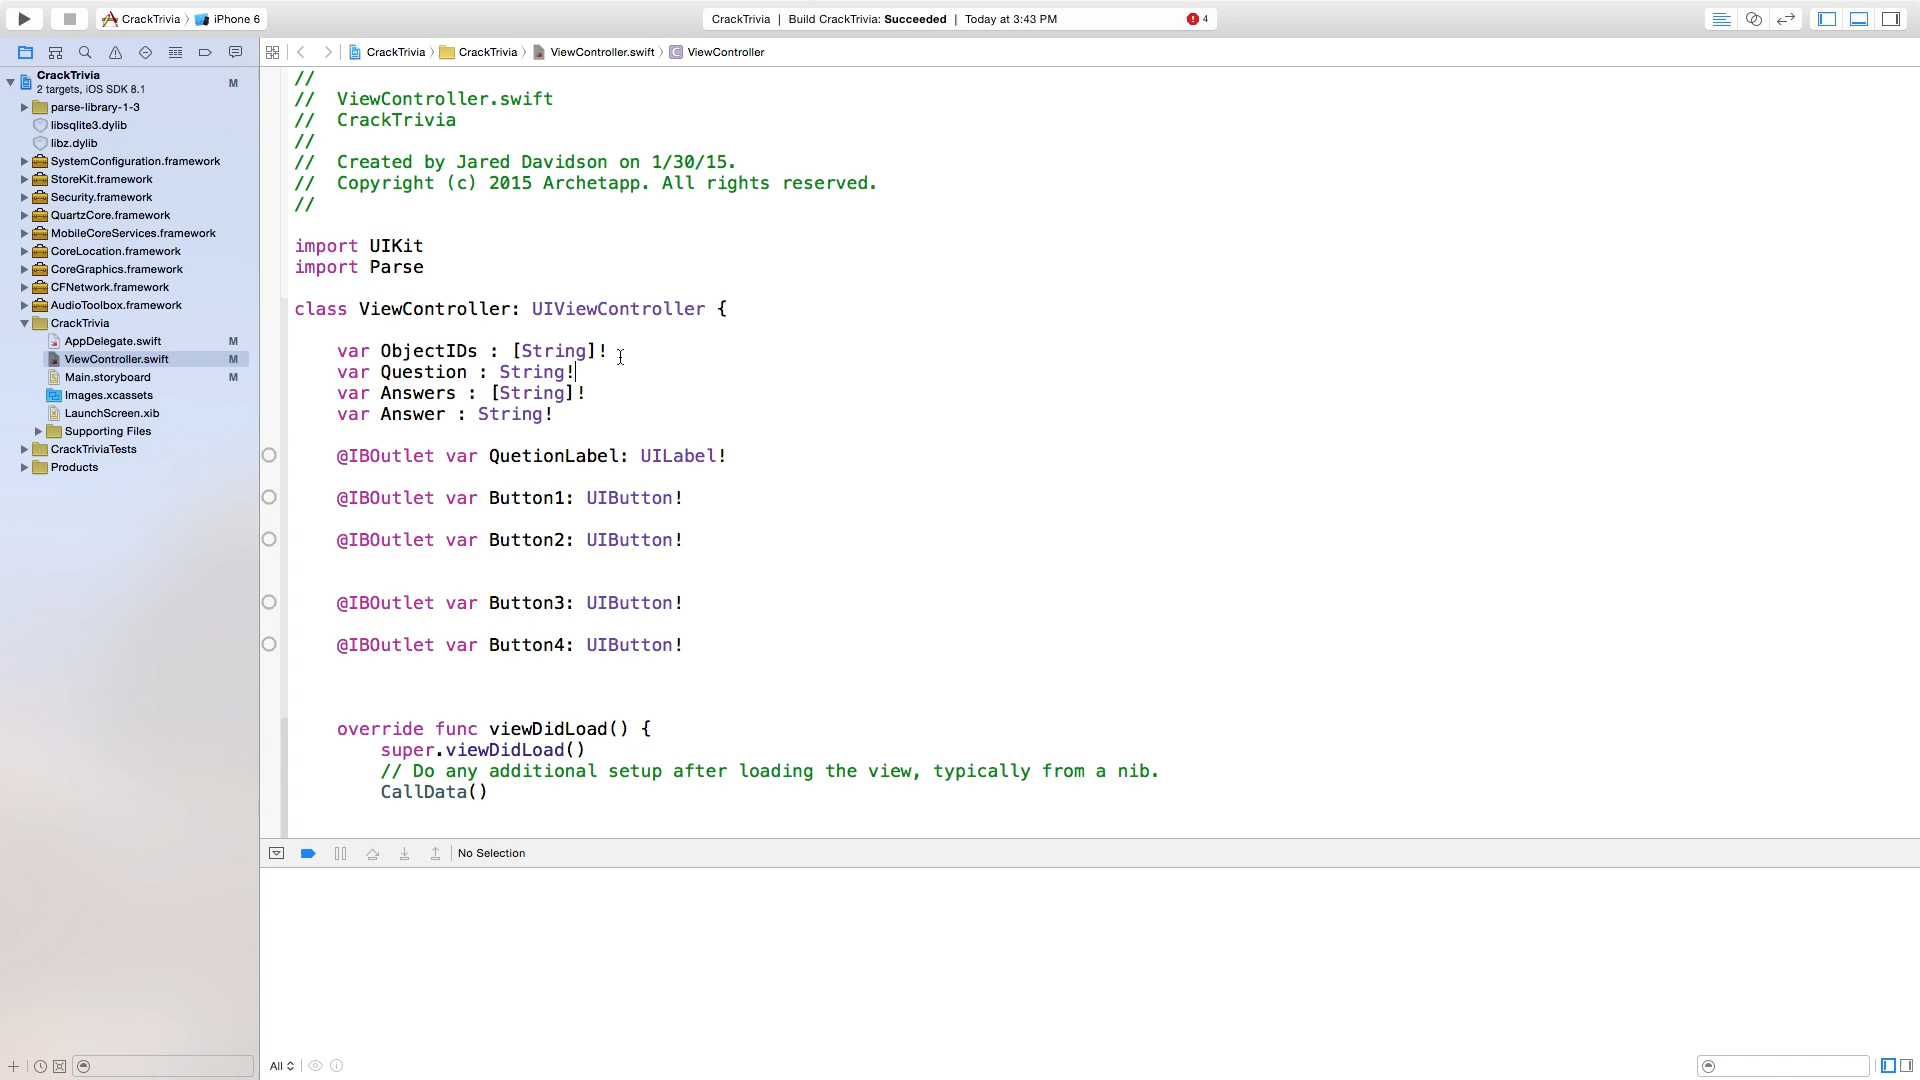 CrackTrivia 〉 iPhone 6
CrackTrivia | Build CrackTrivia: Succeeded | Today at 3:43 PM
4
CrackTrivia 〉 CrackTrivia 〉 ViewController.swift 〉 C ViewController
CrackTrivia
2 targets, iOS SDK 8.1
M
parse-library-1-3
libsqlite3.dylib
libz.dylib
SystemConfiguration.framework
StoreKit.framework
Security.framework
QuartzCore.framework
MobileCoreServices.framework
CoreLocation.framework
CoreGraphics.framework
CFNetwork.framework
AudioToolbox.framework
CrackTrivia
AppDelegate.swift M
ViewController.swift M
Main.storyboard M
Images.xcassets
LaunchScreen.xib
Supporting Files
CrackTriviaTests
Products
//
//  ViewController.swift
//  CrackTrivia
//
//  Created by Jared Davidson on 1/30/15.
//  Copyright (c) 2015 Archetapp. All rights reserved.
//
import UIKit
import Parse
class ViewController: UIViewController {
var ObjectIDs : [String]!
var Question : String!
var Answers : [String]!
var Answer : String!
@IBOutlet var QuetionLabel: UILabel!
@IBOutlet var Button1: UIButton!
@IBOutlet var Button2: UIButton!
@IBOutlet var Button3: UIButton!
@IBOutlet var Button4: UIButton!
override func viewDidLoad() {
super.viewDidLoad()
// Do any additional setup after loading the view, typically from a nib.
CallData()
No Selection
All